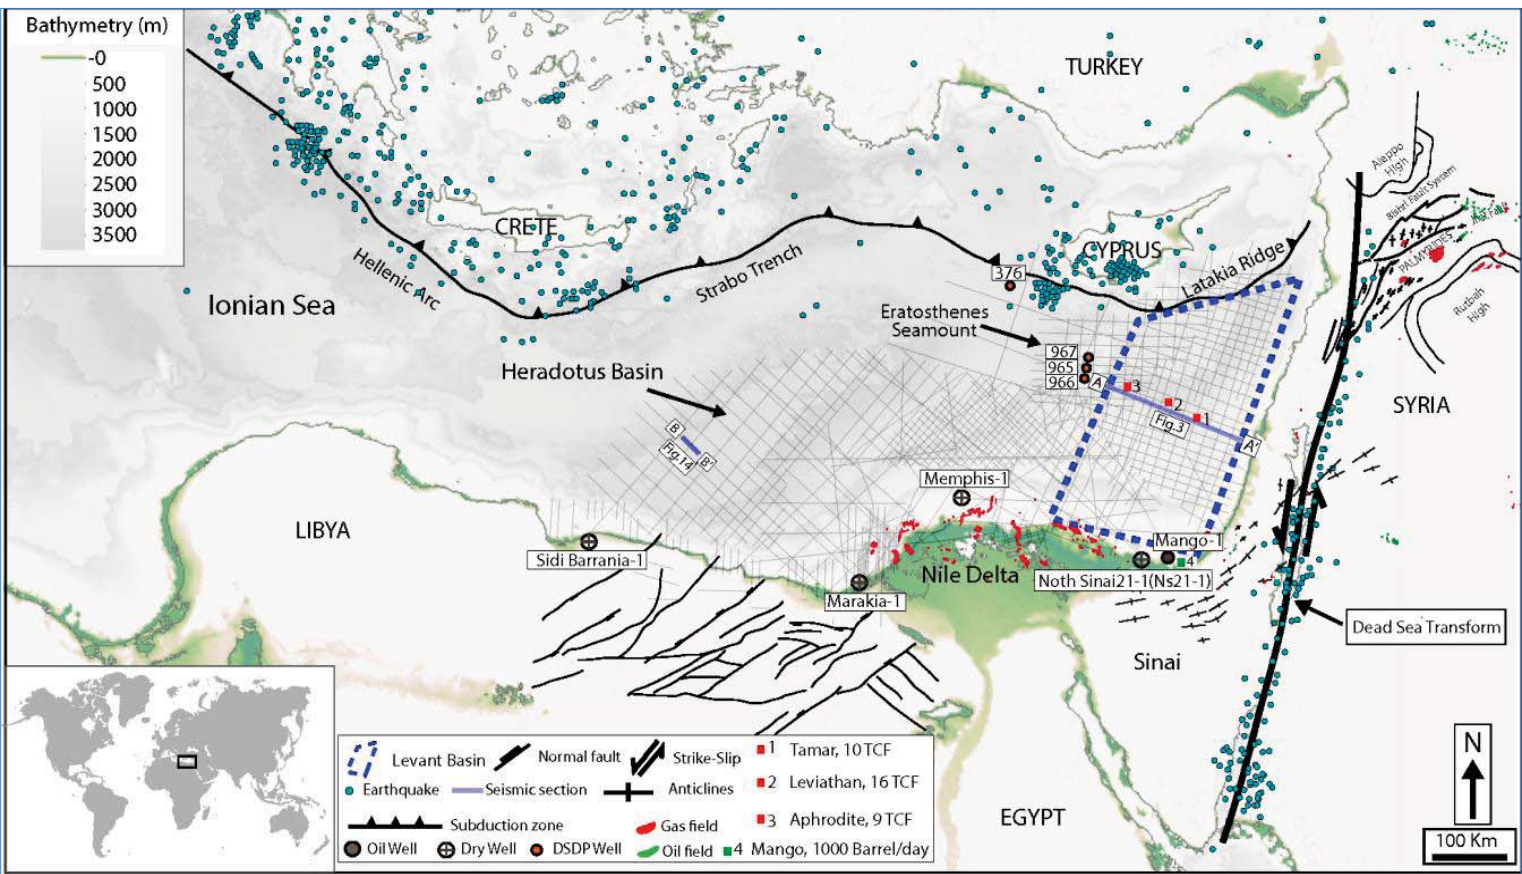 Bathymetry (m)
-0
500
1000
1500
2000
2500
3000
3500
TURKEY
Aleppo
High
Bishri Fault System
PALMYRIDES
Rutbah
High
CRETE
CYPRUS
Hellenic Arc
Strabo Trench
Latakia Ridge
376
Ionian Sea
Eratosthenes
Seamount
967
965
966
A
3
2
1
Fig.3
A'
Heradotus Basin
SYRIA
B
Fig.14
B'
Memphis-1
LIBYA
Sidi Barrania-1
Mango-1
4
Nile Delta
Noth Sinai21-1(Ns21-1)
Marakia-1
Dead Sea Transform
Sinai
EGYPT
N
100 Km
Levant Basin
Normal fault
Strike-Slip
1 Tamar, 10 TCF
Earthquake
Seismic section
Anticlines
2 Leviathan, 16 TCF
Subduction zone
Gas field
3 Aphrodite, 9 TCF
Oil Well
Dry Well
DSDP Well
Oil field
4 Mango, 1000 Barrel/day